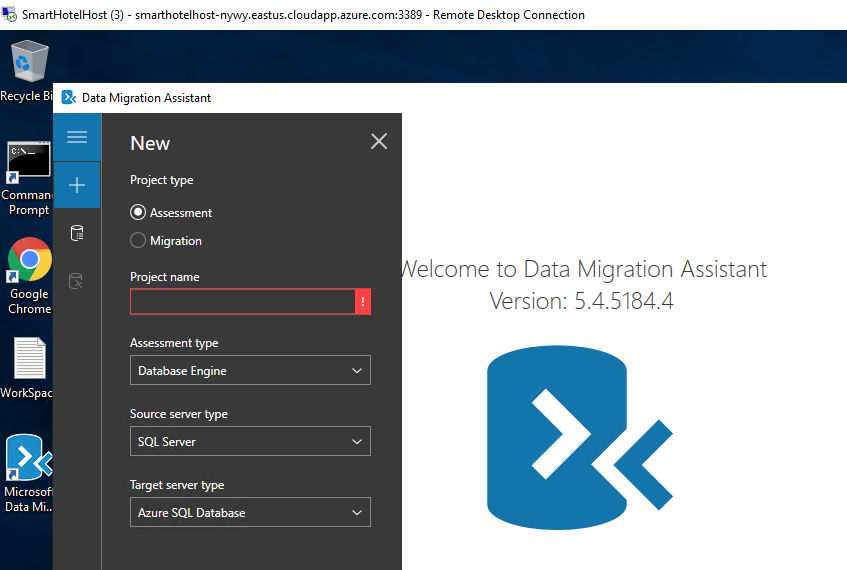 SmartHotelHost (3) - smarthotelhost-nywy.eastus.cloudapp.azure.com:3389 - Remote Desktop Connection
Recycle Bi
Data Migration Assistant
New
Project type
Assessment
Migration
Project name
!
Assessment type
Database Engine
Source server type
SQL Server
Target server type
Azure SQL Database
C:\
Comman
Prompt
Google
Chrome
WorkSpac
Microsof
Data Mi...
Welcome to Data Migration Assistant
Version: 5.4.5184.4